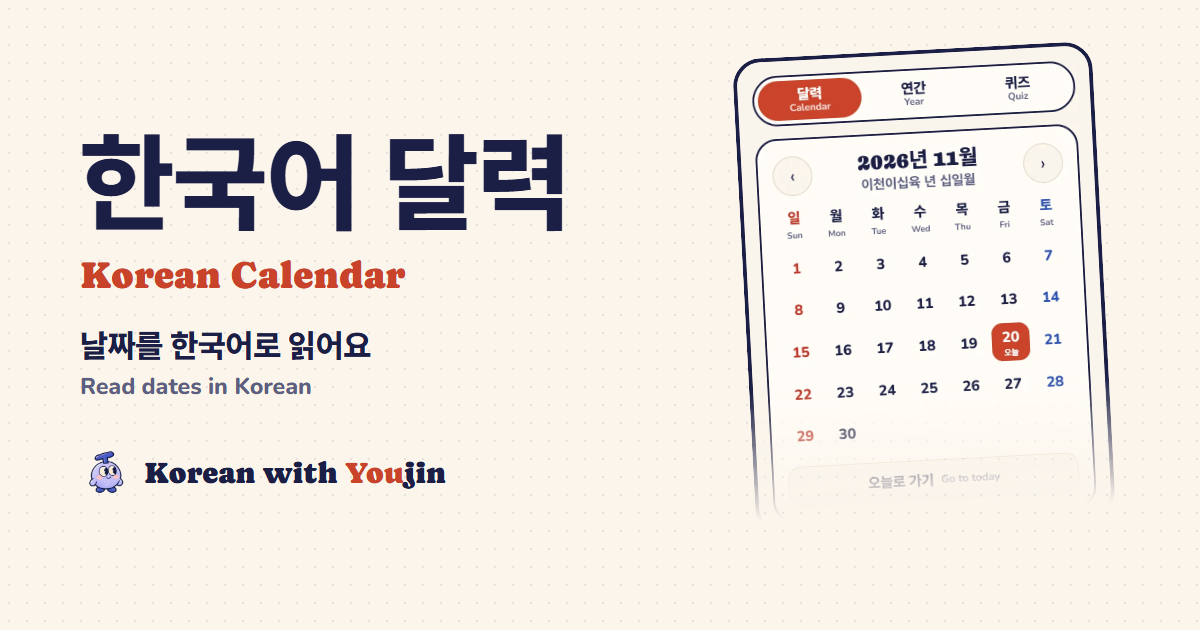 한국어 달력
Korean Calendar
날짜를 한국어로 읽어요
Read dates in Korean
Korean with Youjin
달력 연간 퀴즈
Calendar Year Quiz
‹ 2026년 11월 ›
이천이십육 년 십일월
일 월 화 수 목 금 토
Sun Mon Tue Wed Thu Fri Sat
1 2 3 4 5 6 7
8 9 10 11 12 13 14
15 16 17 18 19 20 21
오늘
22 23 24 25 26 27 28
29 30
오늘로 가기 Go to today